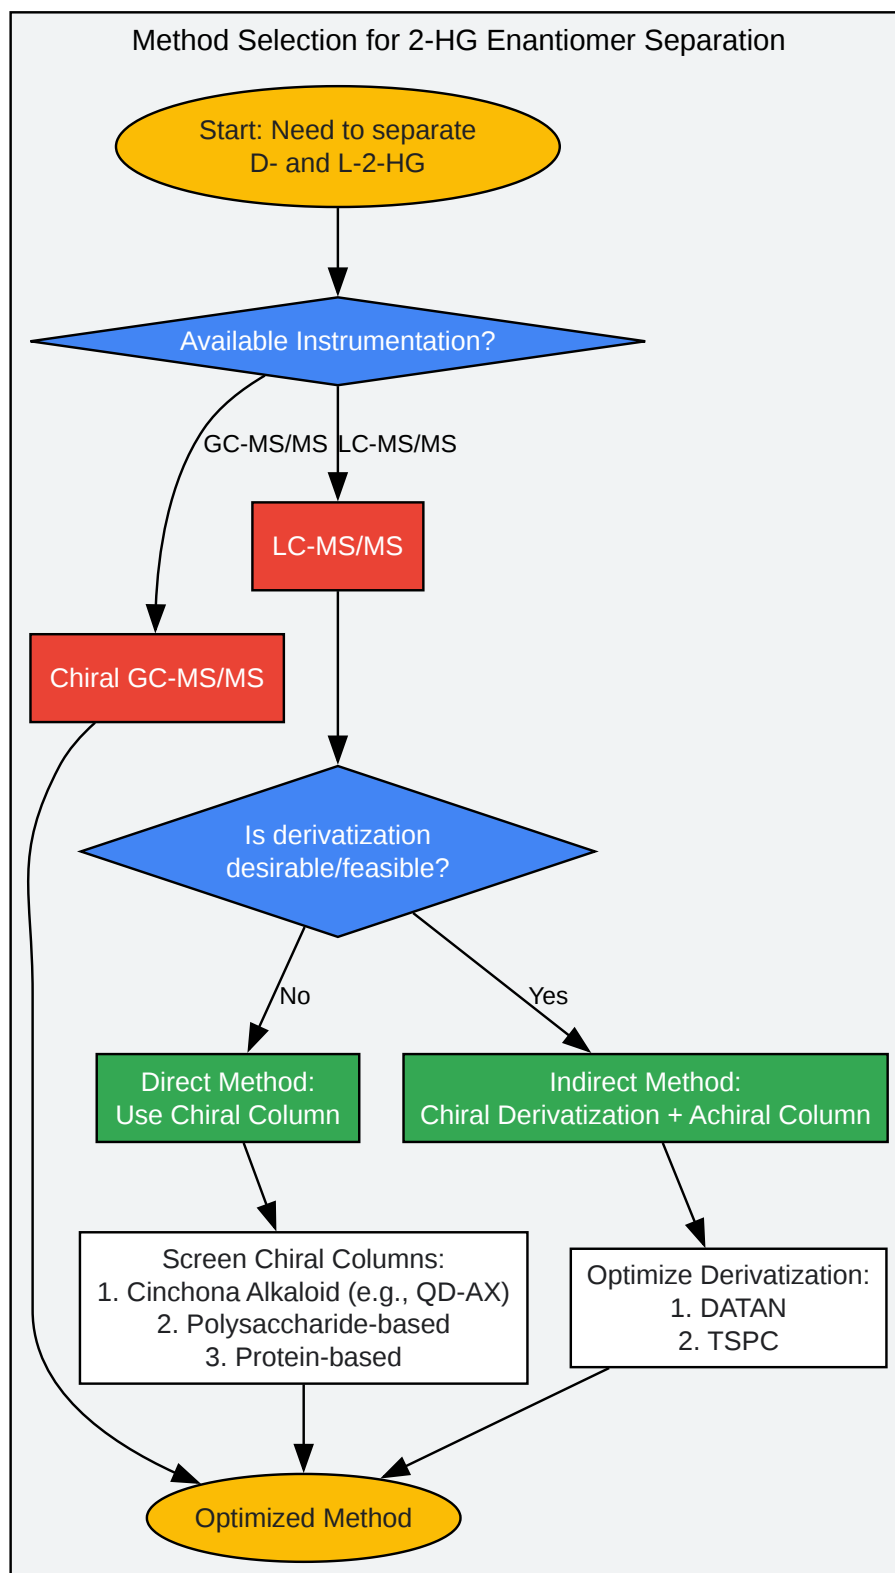 Method Selection for 2-HG Enantiomer Separation
Start: Need to separate
D- and L-2-HG
Available Instrumentation?
GC-MS/MS
LC-MS/MS
LC-MS/MS
Chiral GC-MS/MS
Is derivatization
desirable/feasible?
No
Yes
Direct Method:
Use Chiral Column
Indirect Method:
Chiral Derivatization + Achiral Column
Screen Chiral Columns:
1. Cinchona Alkaloid (e.g., QD-AX)
2. Polysaccharide-based
3. Protein-based
Optimize Derivatization:
1. DATAN
2. TSPC
Optimized Method